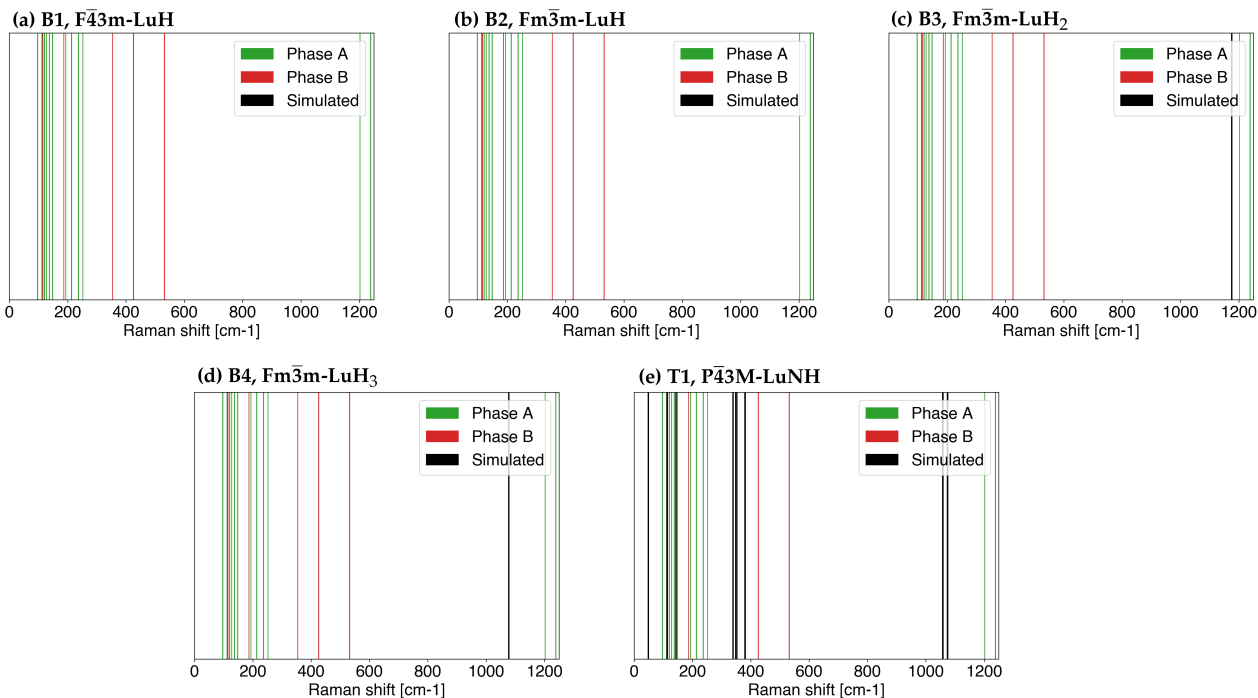 (a) B1, F4̅3m-LuH
Phase A
Phase B
Simulated
0 200 400 600 800 1000 1200
Raman shift [cm-1]
(b) B2, Fm3̅m-LuH
Phase A
Phase B
Simulated
0 200 400 600 800 1000 1200
Raman shift [cm-1]
(c) B3, Fm3̅m-LuH₂
Phase A
Phase B
Simulated
0 200 400 600 800 1000 1200
Raman shift [cm-1]
(d) B4, Fm3̅m-LuH₃
Phase A
Phase B
Simulated
0 200 400 600 800 1000 1200
Raman shift [cm-1]
(e) T1, P4̅3M-LuNH
Phase A
Phase B
Simulated
0 200 400 600 800 1000 1200
Raman shift [cm-1]